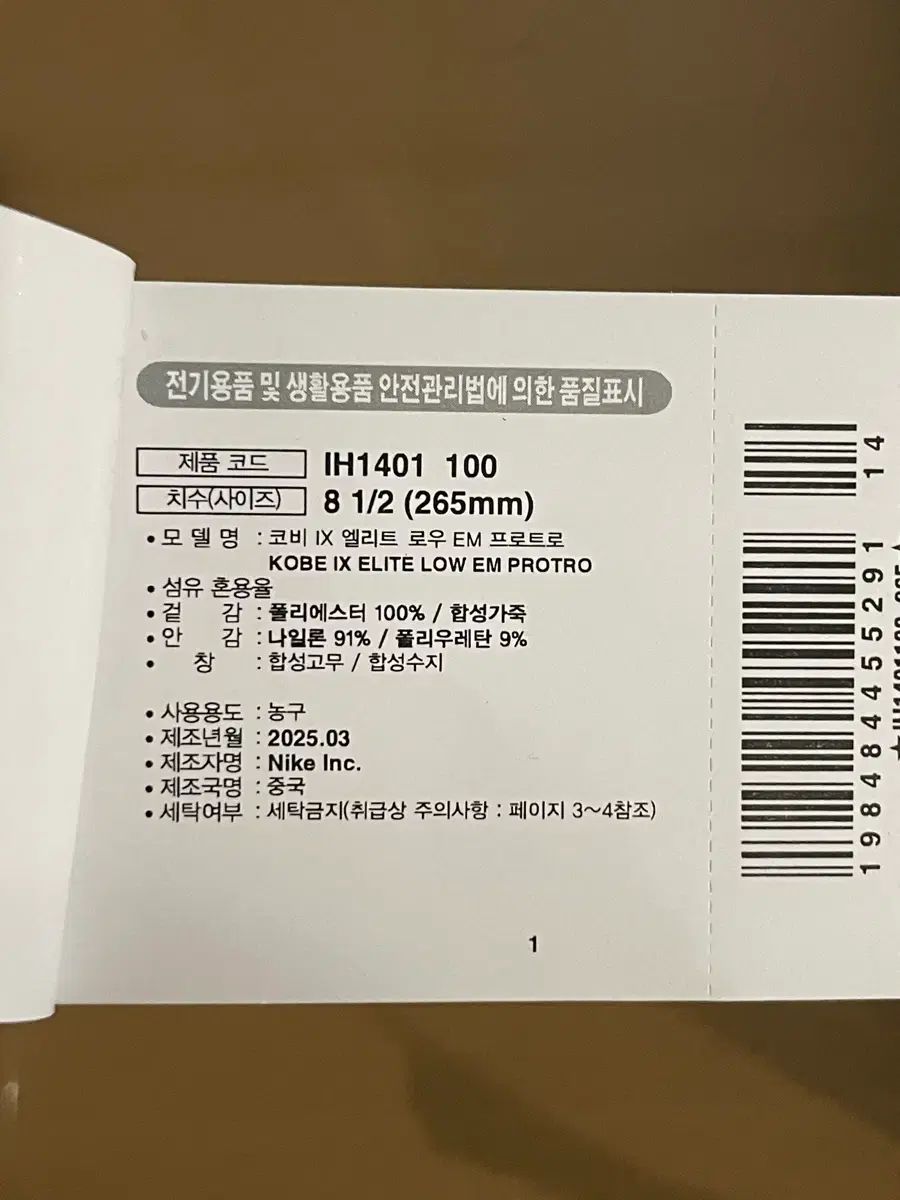 전기용품 및 생활용품 안전관리법에 의한 품질표시
제품 코드 IH1401 100
치수(사이즈) 8 1/2 (265mm)
• 모 델 명 : 코비 IX 엘리트 로우 EM 프로트로
KOBE IX ELITE LOW EM PROTRO
• 섬유 혼용율
• 겉 감 : 폴리에스터 100% / 합성가죽
• 안 감 : 나일론 91% / 폴리우레탄 9%
• 창 : 합성고무 / 합성수지
• 사용용도 : 농구
• 제조년월 : 2025.03
• 제조자명 : Nike Inc.
• 제조국명 : 중국
• 세탁여부 : 세탁금지(취급상 주의사항 : 페이지 3~4참조)
1
198484455291 14